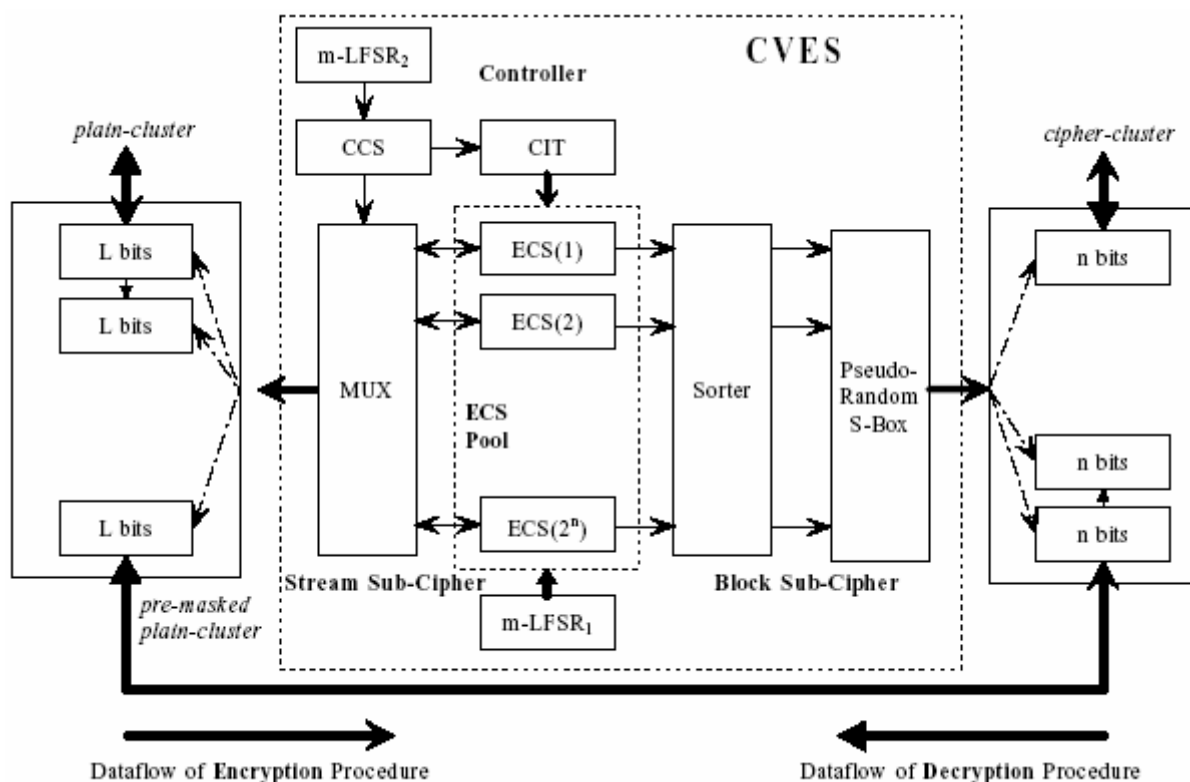 CVES
m-LFSR₂
Controller
plain-cluster
CCS
CIT
cipher-cluster
L bits
L bits
L bits
MUX
ECS(1)
ECS(2)
ECS
Pool
ECS(2ⁿ)
Sorter
Pseudo-
Random
S-Box
n bits
n bits
n bits
Stream Sub-Cipher
Block Sub-Cipher
pre-masked
plain-cluster
m-LFSR₁
Dataflow of Encryption Procedure
Dataflow of Decryption Procedure